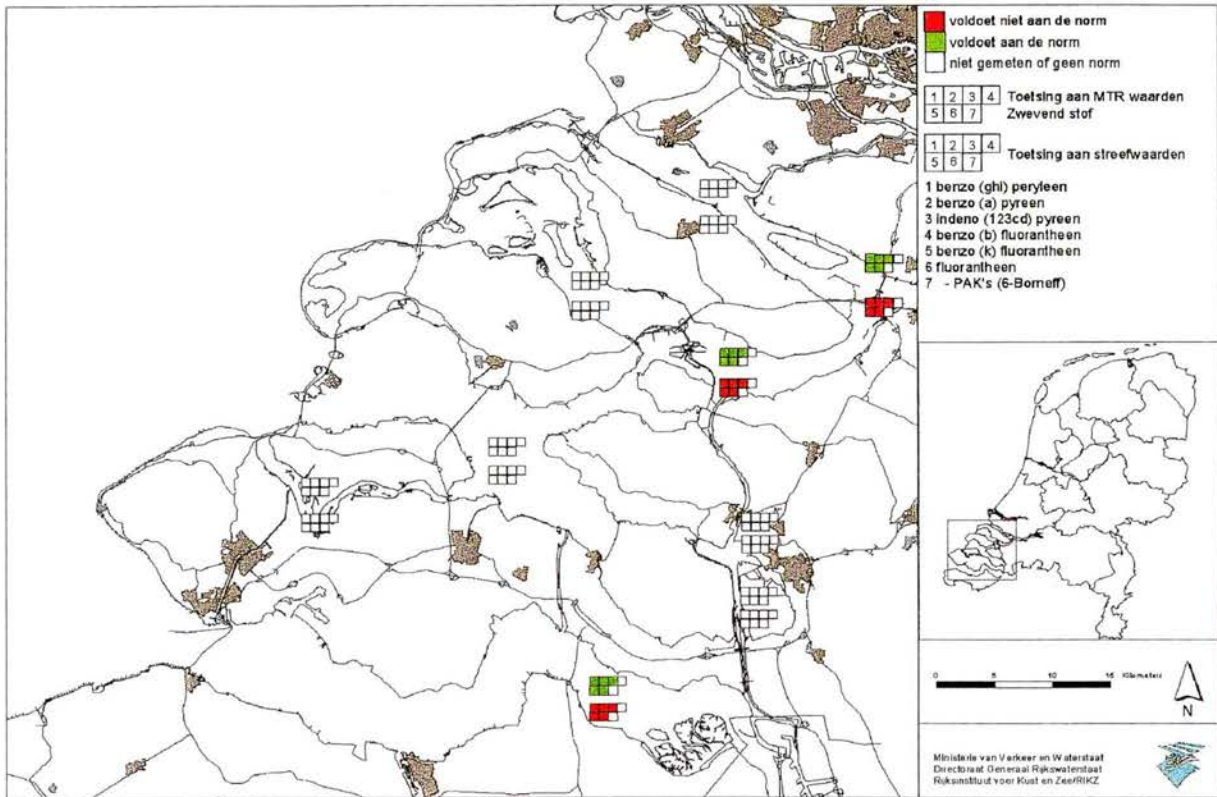 voldoet niet aan de norm
voldoet aan de norm
niet gemeten of geen norm
1 2 3 4 Toetsing aan MTR waarden
5 6 7 Zwevend stof
1 2 3 4
5 6 7 Toetsing aan streefwaarden
1 benzo (ghi) peryleen
2 benzo (a) pyreen
3 indeno (123cd) pyreen
4 benzo (b) fluorantheen
5 benzo (k) fluorantheen
6 fluorantheen
7 - PAK's (6-Borneff)
0 5 10 15 Kilometers
N
Ministerie van Verkeer en Waterstaat
Directoraat Generaal Rijkswaterstaat
Rijksinstituut voor Kust en Zee/RIKZ